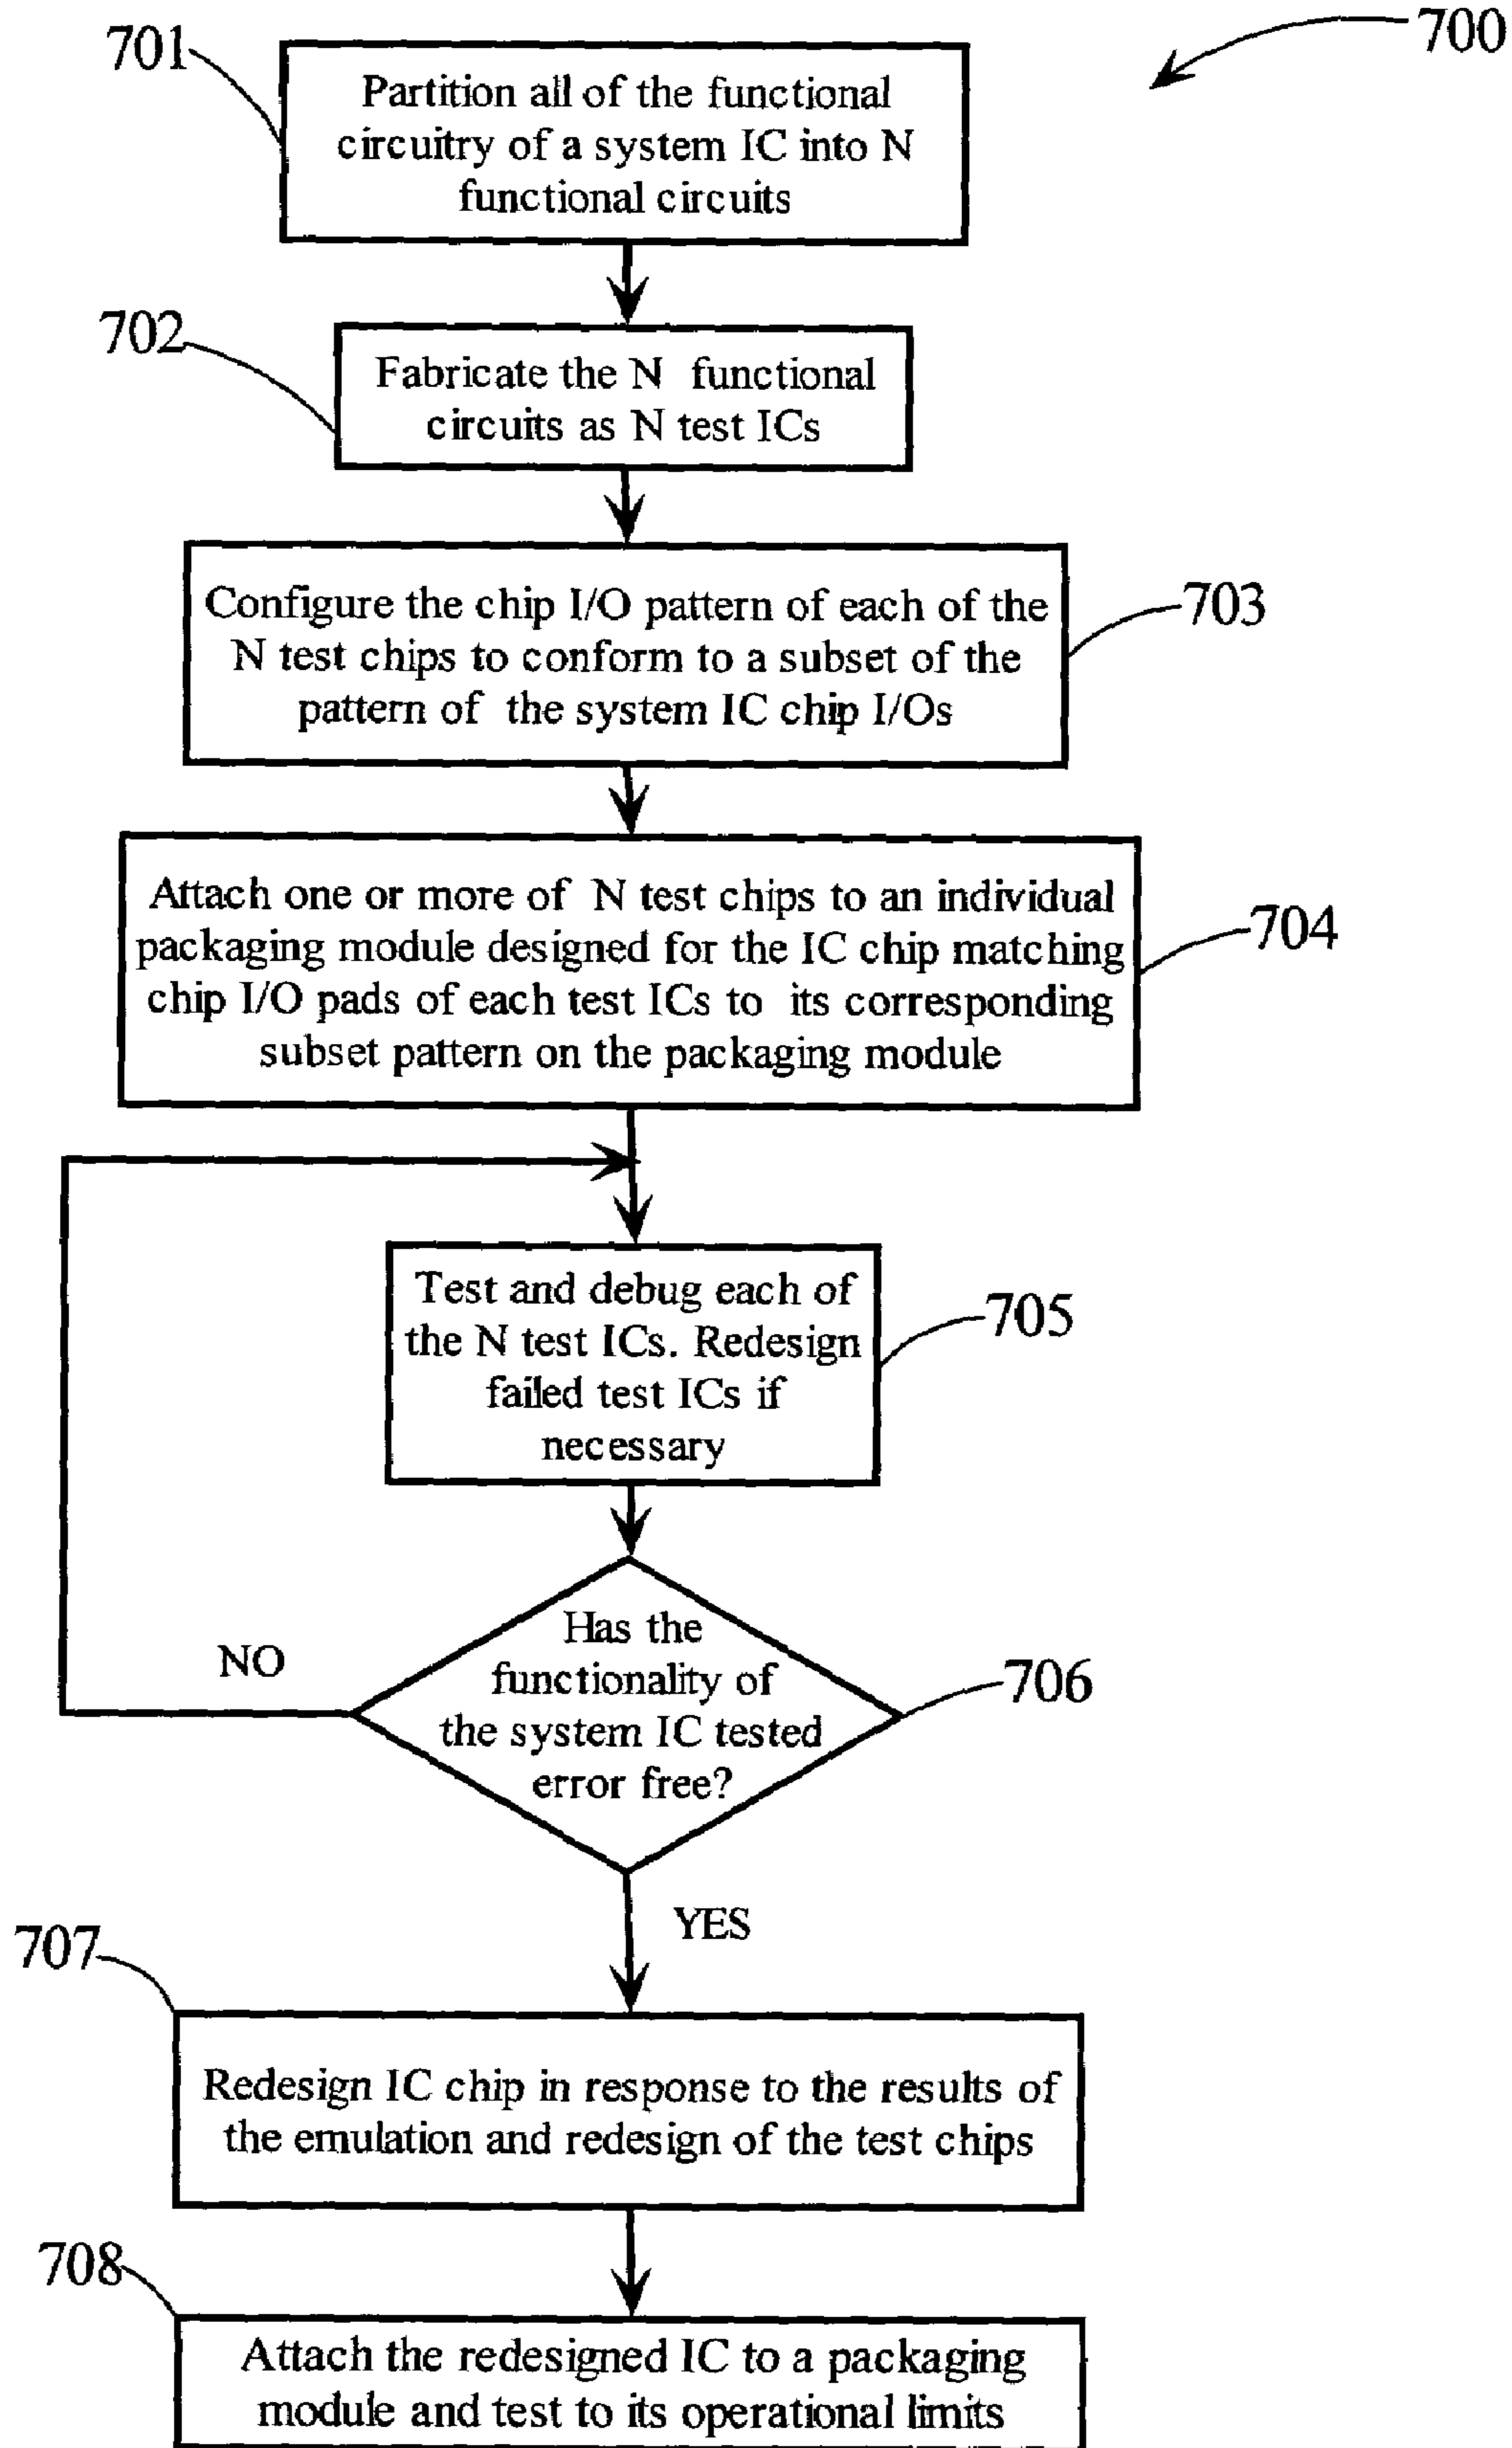 700
701
Partition all of the functional
circuitry of a system IC into N
functional circuits
702
Fabricate the N functional
circuits as N test ICs
703
Configure the chip I/O pattern of each of the
N test chips to conform to a subset of the
pattern of the system IC chip I/Os
704
Attach one or more of N test chips to an individual
packaging module designed for the IC chip matching
chip I/O pads of each test ICs to its corresponding
subset pattern on the packaging module
705
Test and debug each of
the N test ICs. Redesign
failed test ICs if
necessary
706
Has the
functionality of
the system IC tested
error free?
NO
YES
707
Redesign IC chip in response to the results of
the emulation and redesign of the test chips
708
Attach the redesigned IC to a packaging
module and test to its operational limits